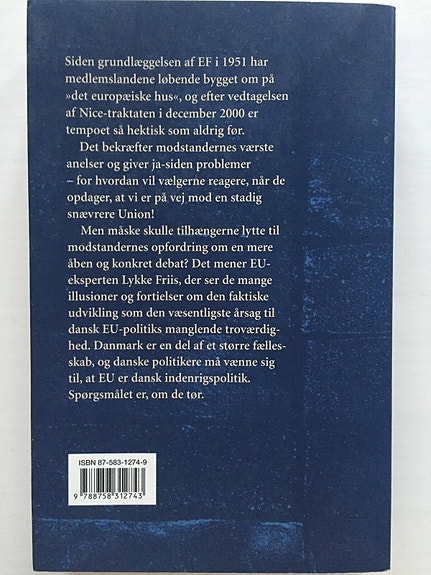 Siden grundlæggelsen af EF i 1951 har
medlemslandene løbende bygget om på
»det europæiske hus«, og efter vedtagelsen
af Nice-traktaten i december 2000 er
tempoet så hektisk som aldrig før.
Det bekræfter modstandernes værste
anelser og giver ja-siden problemer
– for hvordan vil vælgerne reagere, når de
opdager, at vi er på vej mod en stadig
snævrere Union!
Men måske skulle tilhængerne lytte til
modstandernes opfordring om en mere
åben og konkret debat? Det mener EU-
eksperten Lykke Friis, der ser de mange
illusioner og fortielser om den faktiske
udvikling som den væsentligste årsag til
dansk EU-politiks manglende troværdig-
hed. Danmark er en del af et større fælles-
skab, og danske politikere må vænne sig
til, at EU er dansk indenrigspolitik.
Spørgsmålet er, om de tør.
ISBN 87-583-1274-9
9 788758 312743